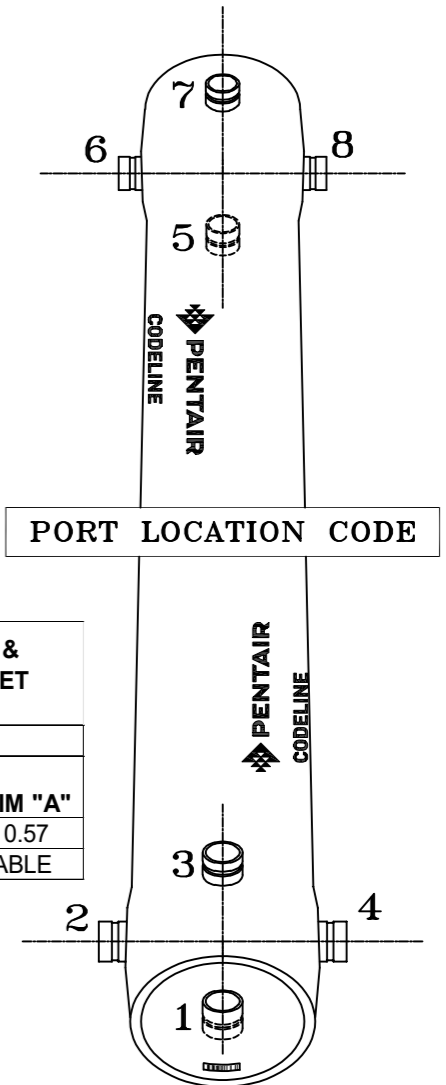 7
6
8
5
CODELINE
PENTAIR
PORT LOCATION CODE
&
ET
IM "A"
0.57
ABLE
PENTAIR
CODELINE
3
2
4
1